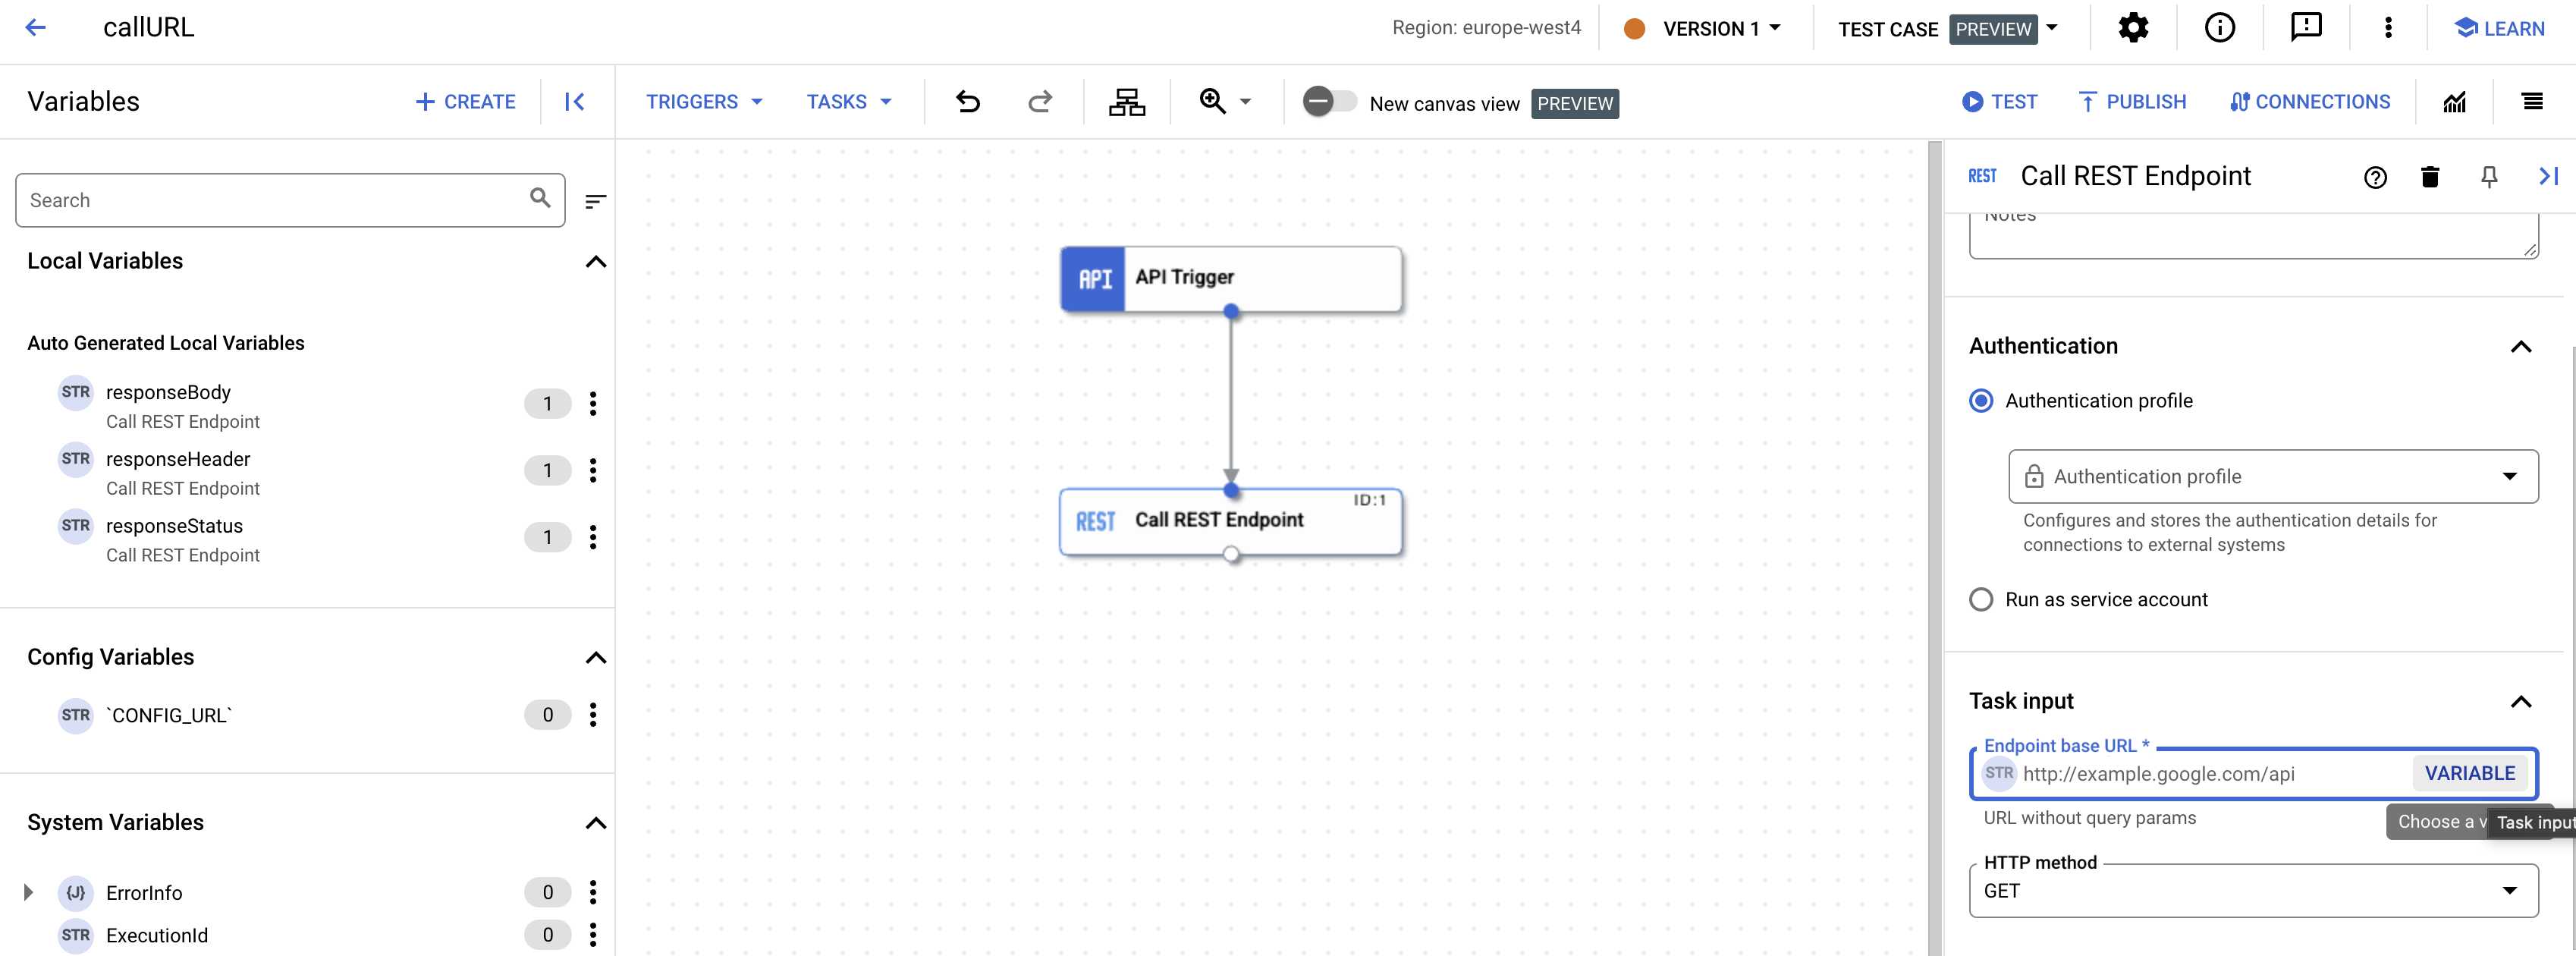 callURL
Region: europe-west4
VERSION 1
TEST CASE PREVIEW
LEARN
Variables
CREATE
TRIGGERS
TASKS
New canvas view PREVIEW
TEST
PUBLISH
CONNECTIONS
Search
Local Variables
Auto Generated Local Variables
STR responseBody 1
Call REST Endpoint
STR responseHeader 1
Call REST Endpoint
STR responseStatus 1
Call REST Endpoint
Config Variables
STR `CONFIG_URL` 0
System Variables
{J} ErrorInfo 0
STR ExecutionId 0
API API Trigger
ID:1
REST Call REST Endpoint
REST Call REST Endpoint
Notes
Authentication
Authentication profile
Authentication profile
Configures and stores the authentication details for
connections to external systems
Run as service account
Task input
Endpoint base URL *
STR http://example.google.com/api VARIABLE
URL without query params
Choose a v
Task input
HTTP method
GET